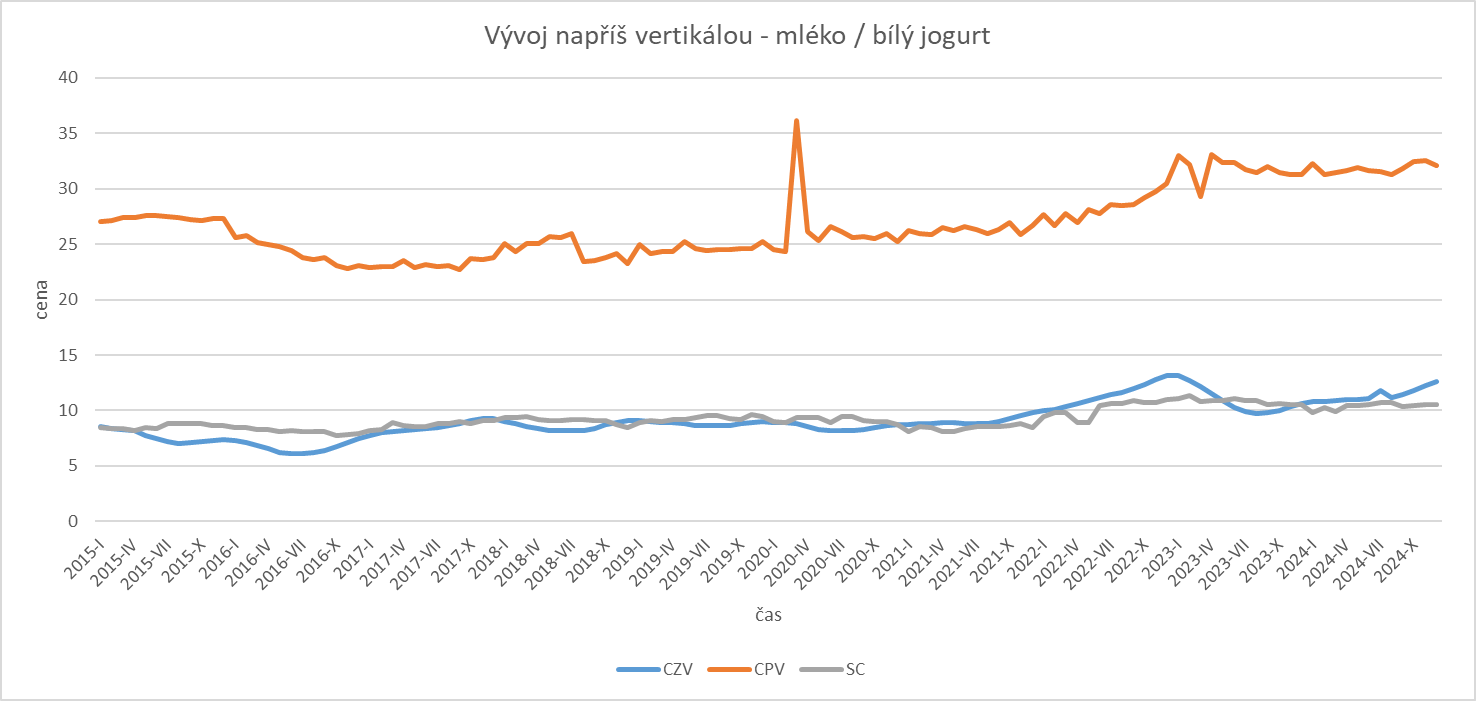 Vývoj napříš vertikálou - mléko / bílý jogurt
40
35
30
25
20
15
10
5
0
cena
2015-I
2015-IV
2015-VII
2015-X
2016-I
2016-IV
2016-VII
2016-X
2017-I
2017-IV
2017-VII
2017-X
2018-I
2018-IV
2018-VII
2018-X
2019-I
2019-IV
2019-VII
2019-X
2020-I
2020-IV
2020-VII
2020-X
2021-I
2021-IV
2021-VII
2021-X
2022-I
2022-IV
2022-VII
2022-X
2023-I
2023-IV
2023-VII
2023-X
2024-I
2024-IV
2024-VII
2024-X
čas
CZV CPV SC